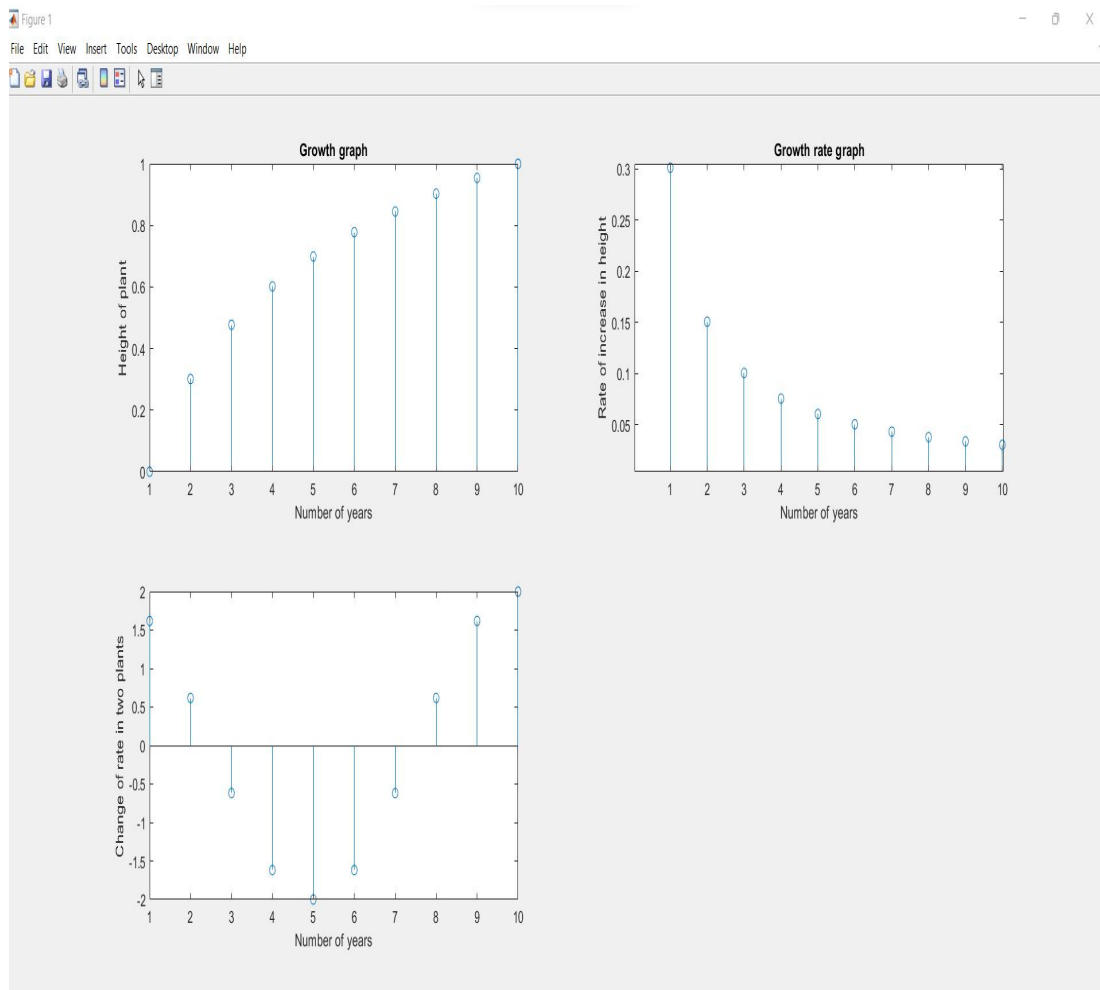 Figure 1
File Edit View Insert Tools Desktop Window Help
Growth graph
Height of plant
1
0.8
0.6
0.4
0.2
0
1 2 3 4 5 6 7 8 9 10
Number of years
Growth rate graph
Rate of increase in height
0.3
0.25
0.2
0.15
0.1
0.05
1 2 3 4 5 6 7 8 9 10
Number of years
Change of rate in two plants
2
1.5
1
0.5
0
-0.5
-1
-1.5
-2
1 2 3 4 5 6 7 8 9 10
Number of years